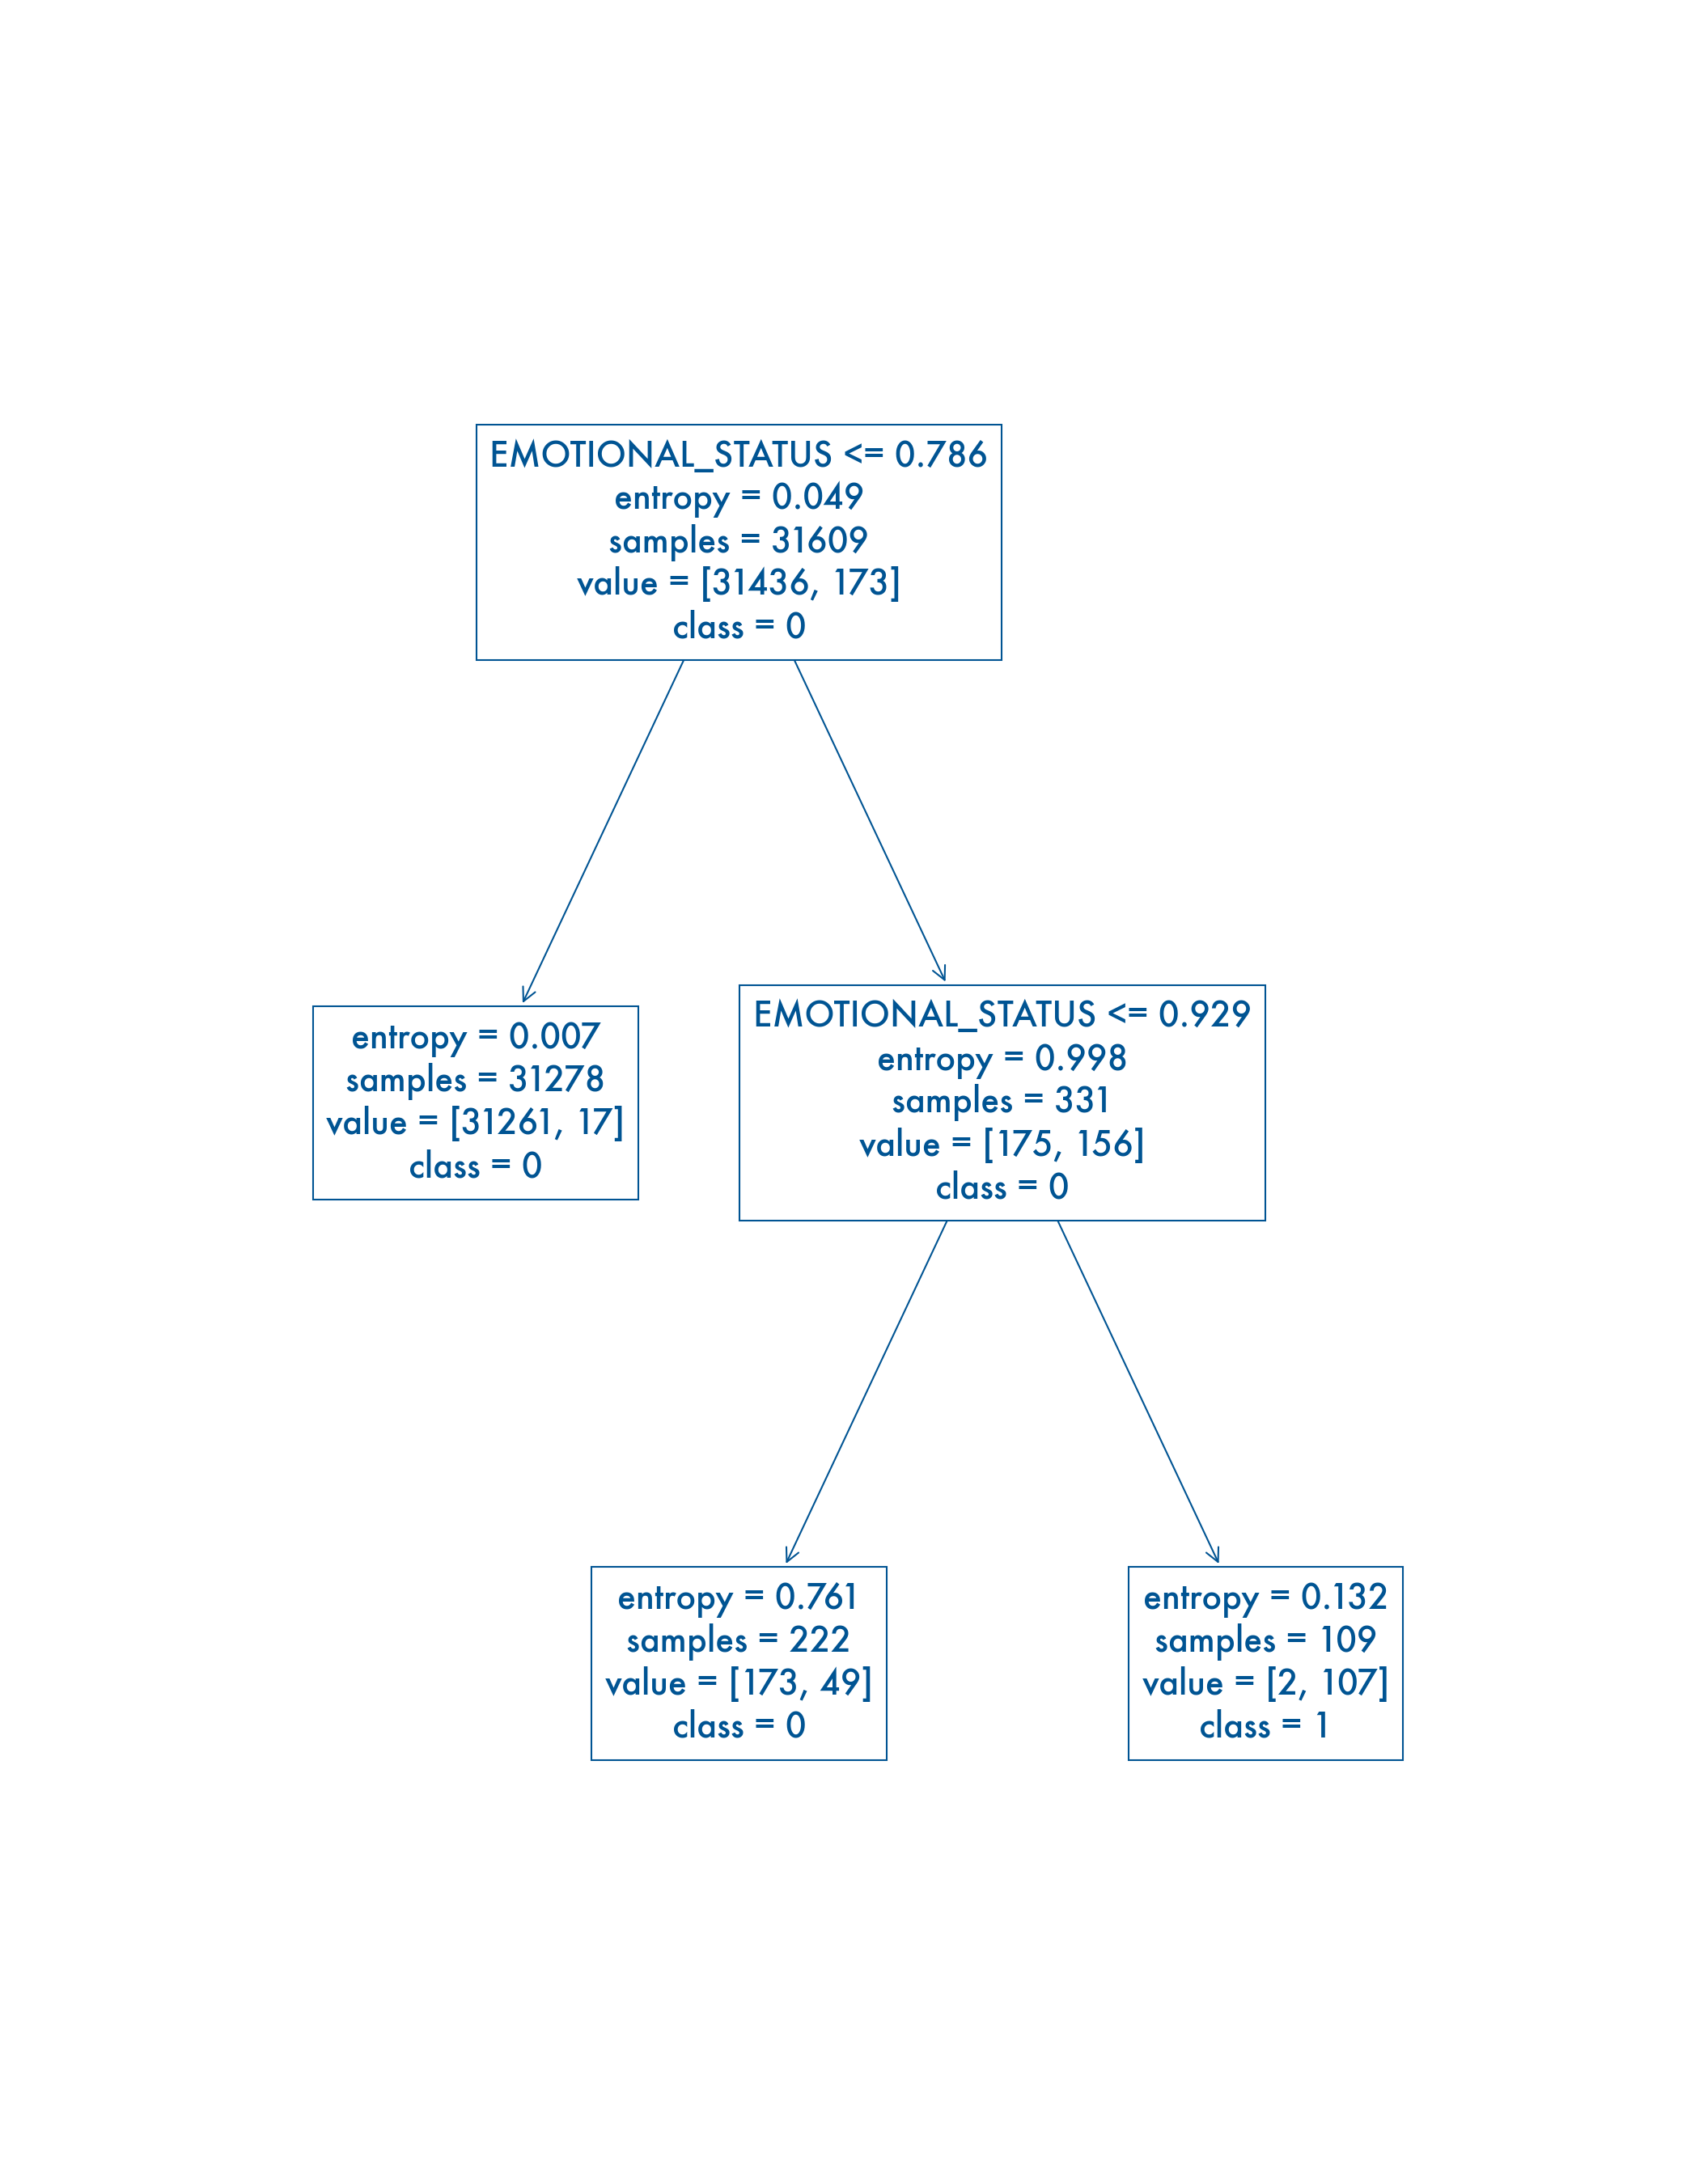 EMOTIONAL_STATUS <= 0.786
entropy = 0.049
samples = 31609
value = [31436, 173]
class = 0
entropy = 0.007
samples = 31278
value = [31261, 17]
class = 0
EMOTIONAL_STATUS <= 0.929
entropy = 0.998
samples = 331
value = [175, 156]
class = 0
entropy = 0.761
samples = 222
value = [173, 49]
class = 0
entropy = 0.132
samples = 109
value = [2, 107]
class = 1